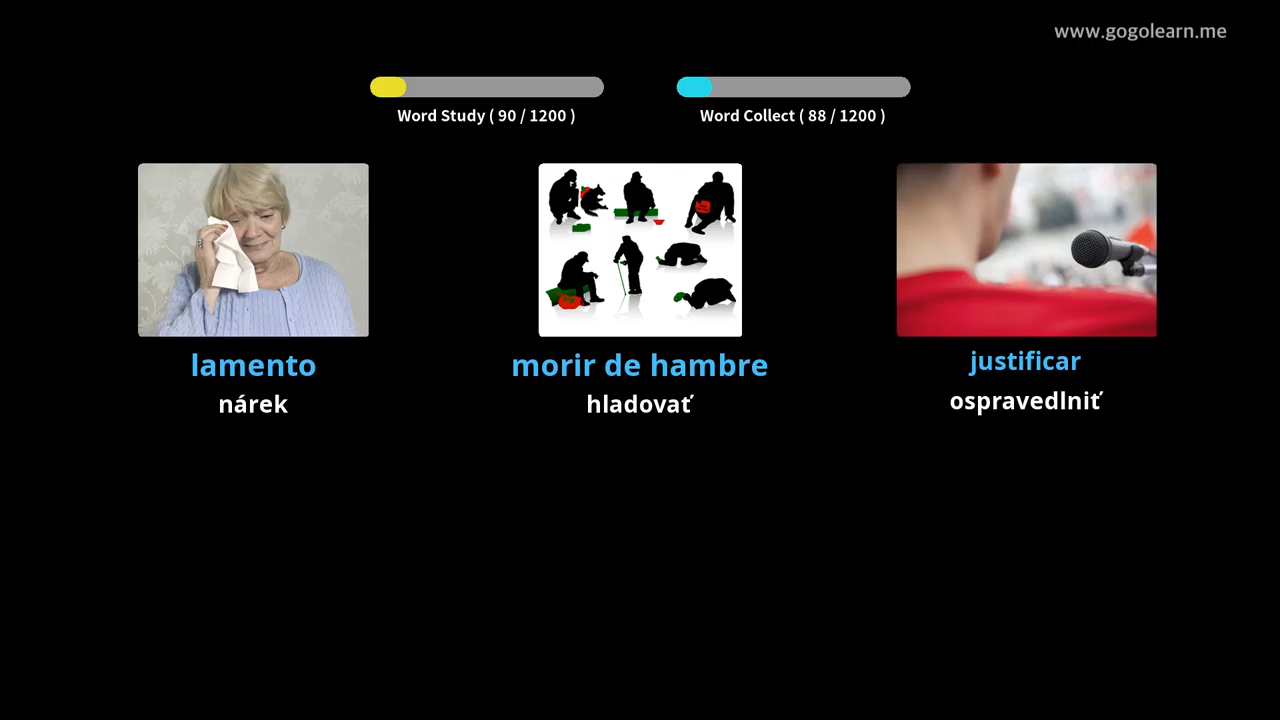 www.gogolearn.me
Word Study ( 90 / 1200 )
Word Collect ( 88 / 1200 )
lamento
nárek
morir de hambre
hladovať
justificar
ospravedlniť